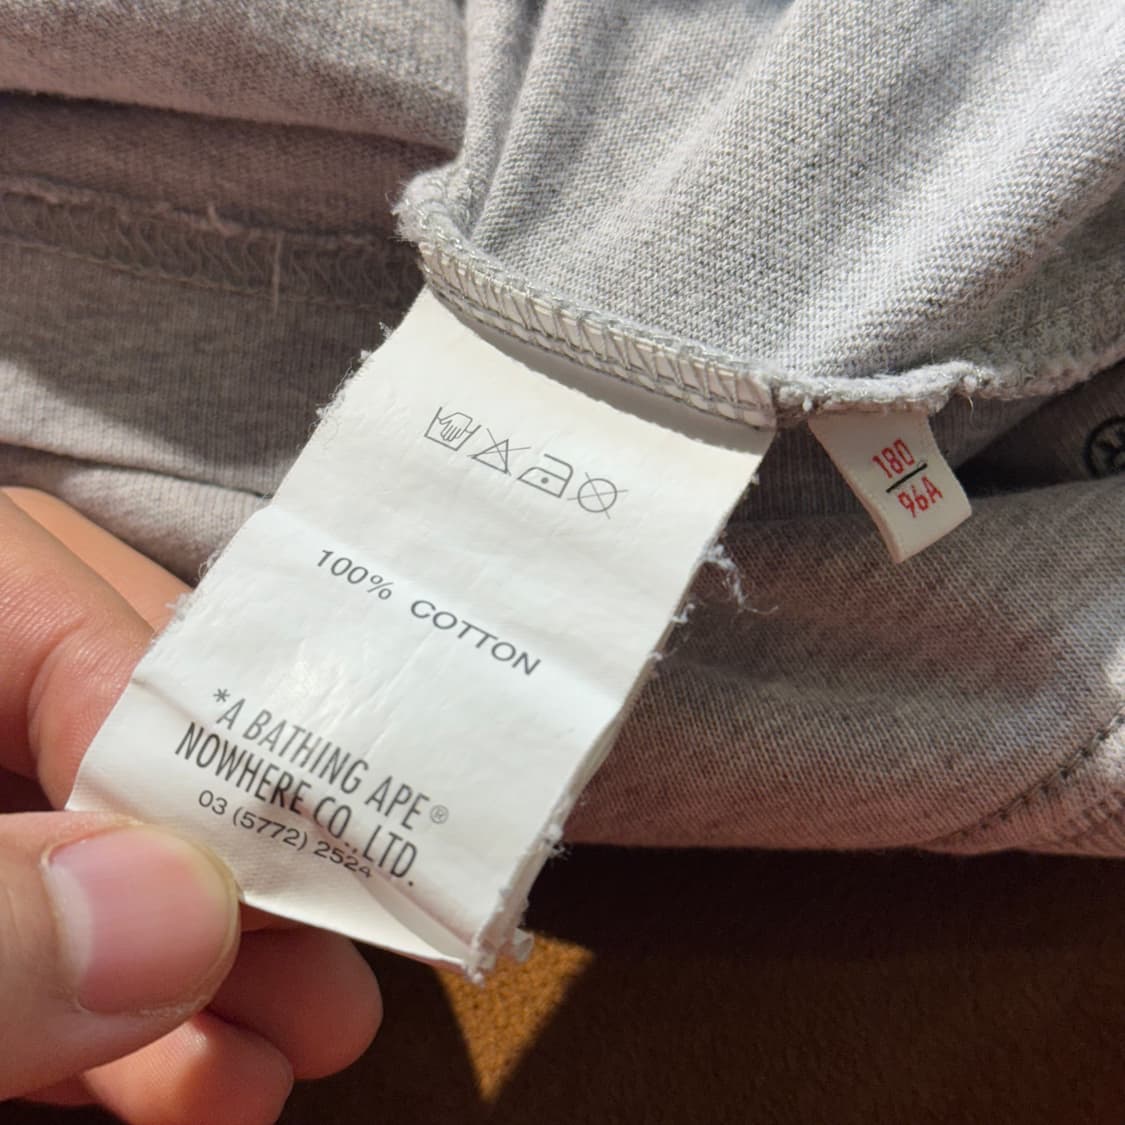 100% COTTON
*A BATHING APE®
NOWHERE CO.,LTD.
03 (5772) 2524
180
96A